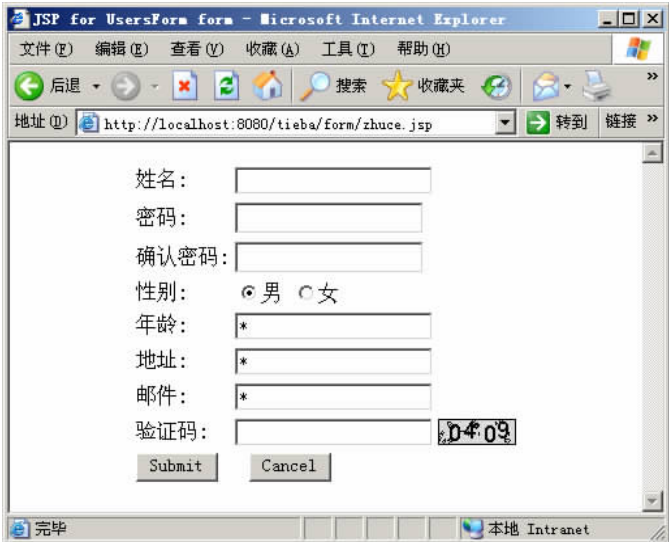 JSP for UsersForm form - Microsoft Internet Explorer
文件(F) 编辑(E) 查看(V) 收藏(A) 工具(T) 帮助(H)
后退 搜索 收藏夹 »
地址(D) http://localhost:8080/tieba/form/zhuce.jsp 转到 链接 »
姓名:
密码:
确认密码:
性别: 男 女
年龄: *
地址: *
邮件: *
验证码: 0409
Submit Cancel
完毕 本地 Intranet